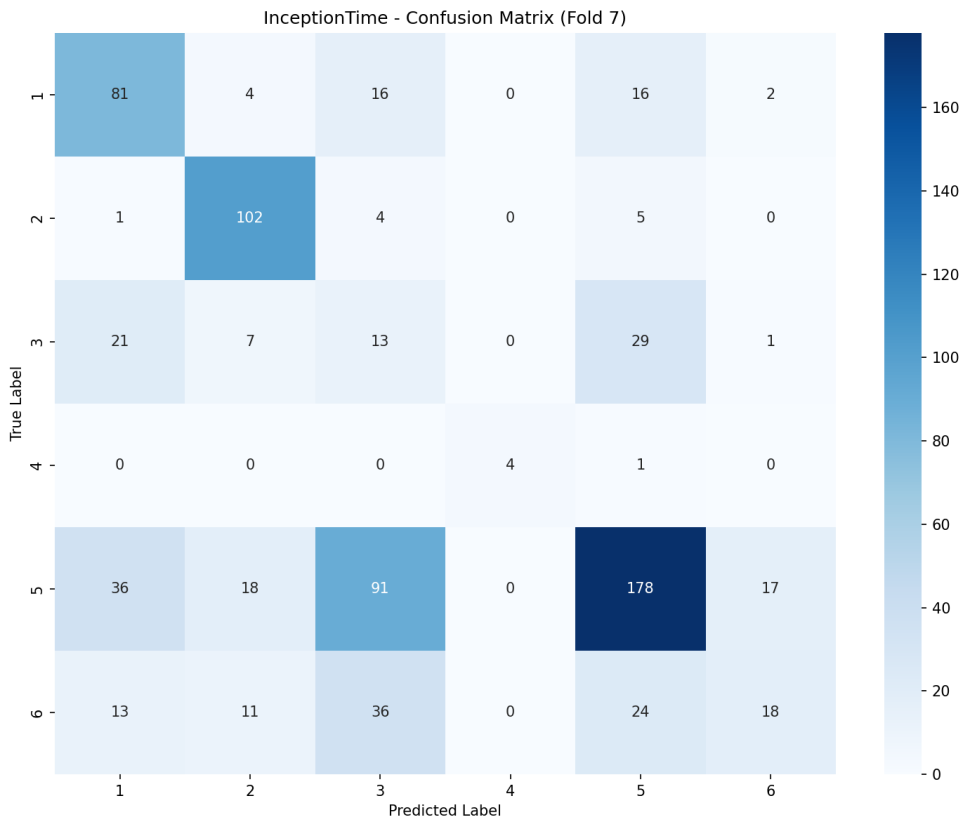 InceptionTime - Confusion Matrix (Fold 7)
1 81 4 16 0 16 2
2 1 102 4 0 5 0
3 21 7 13 0 29 1
4 0 0 0 4 1 0
5 36 18 91 0 178 17
6 13 11 36 0 24 18
1 2 3 4 5 6
Predicted Label
True Label
160
140
120
100
80
60
40
20
0